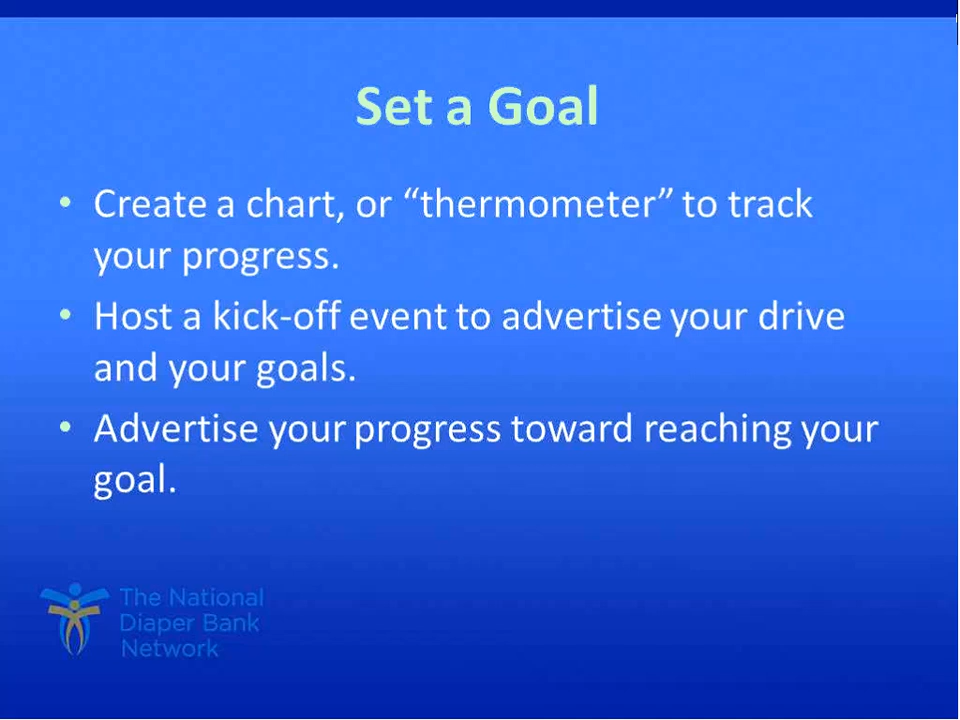 Set a Goal
• Create a chart, or “thermometer” to track
your progress.
• Host a kick-off event to advertise your drive
and your goals.
• Advertise your progress toward reaching your
goal.
The National
Diaper Bank
Network